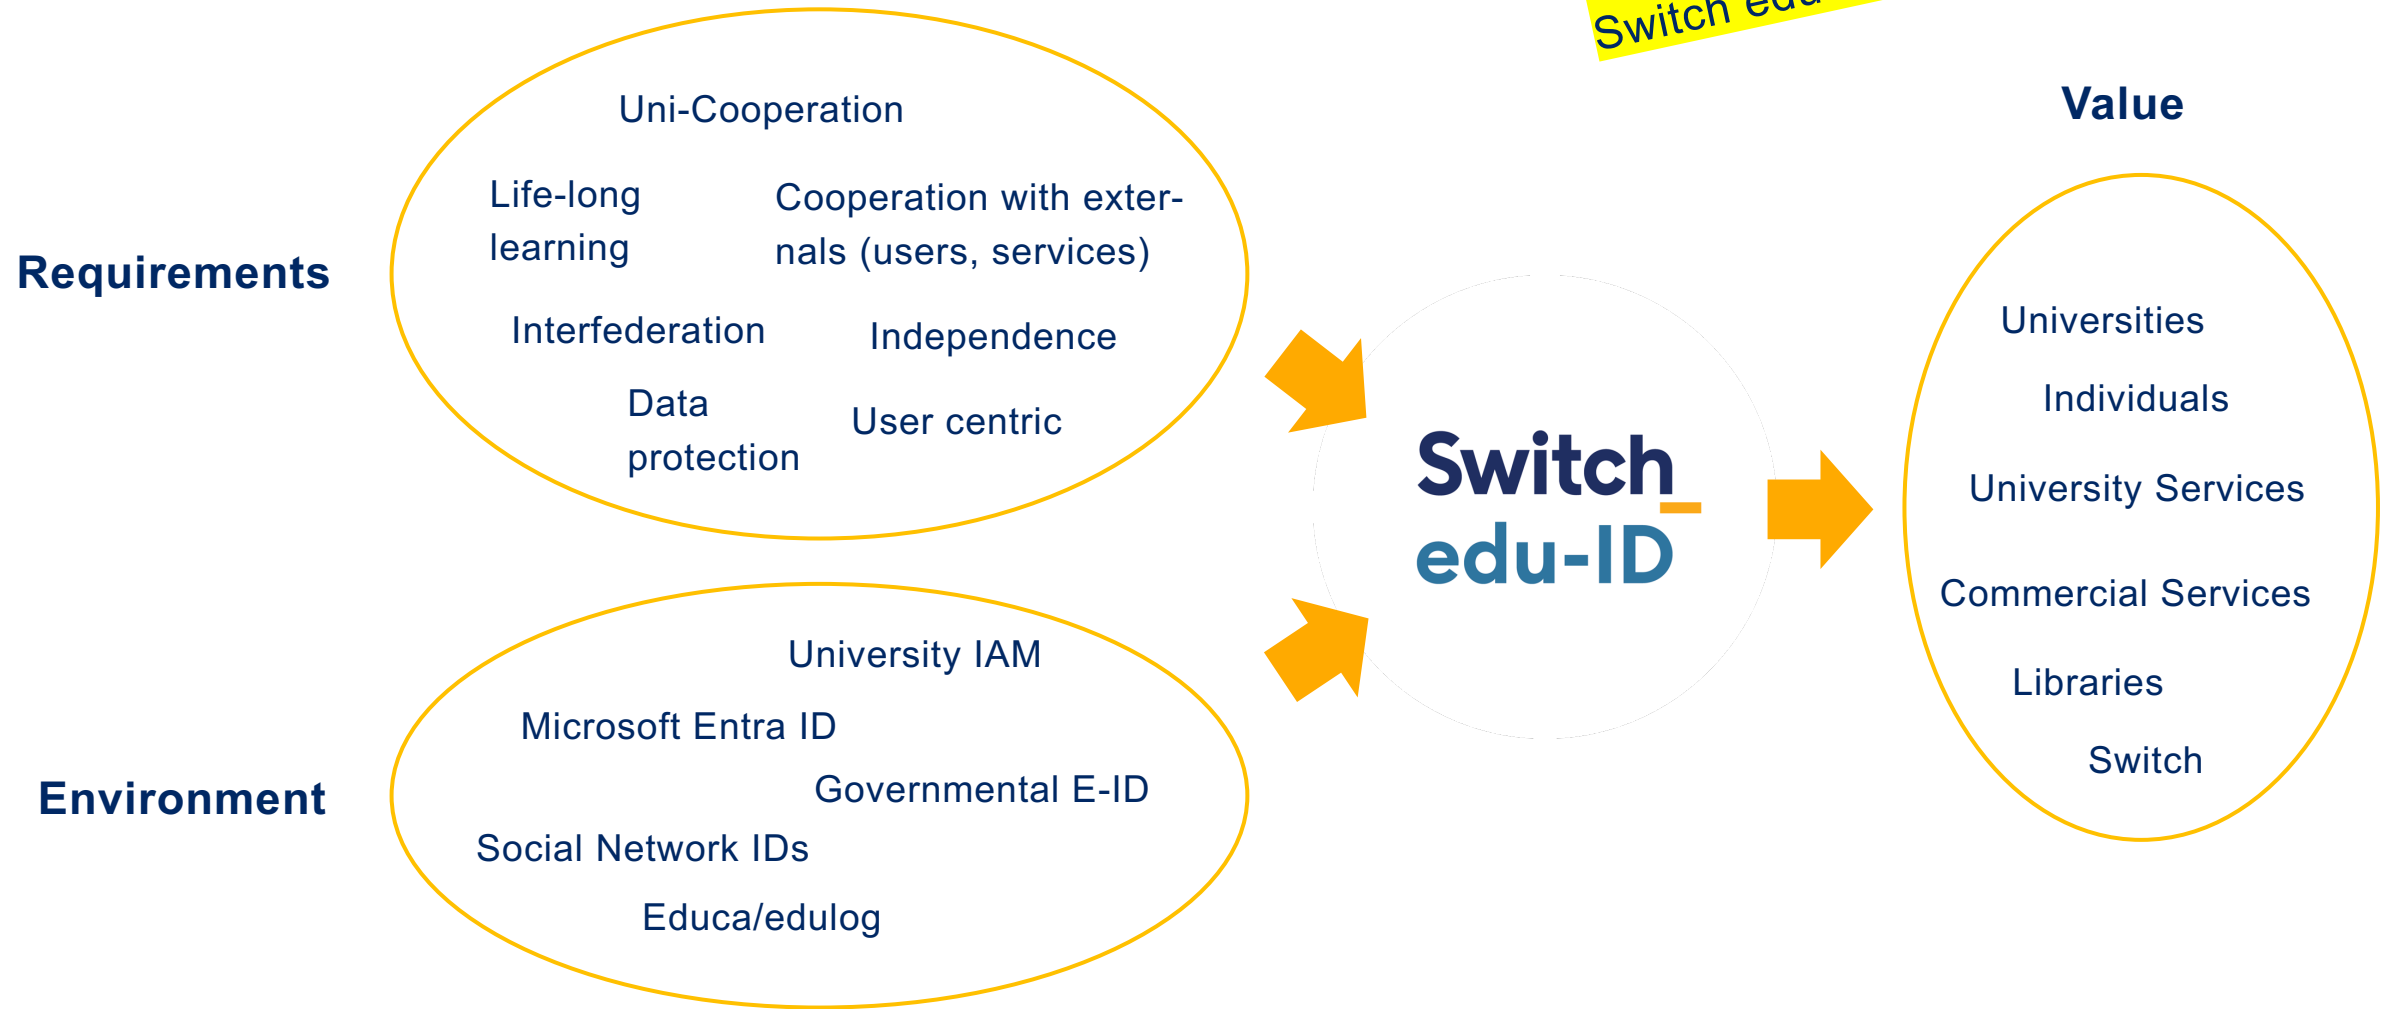 Switch edu
Value
Requirements
Uni-Cooperation
Life-long
learning
Cooperation with exter-
nals (users, services)
Interfederation
Independence
Data
protection
User centric
Switch_
edu-ID
Universities
Individuals
University Services
Commercial Services
Libraries
Switch
Environment
University IAM
Microsoft Entra ID
Governmental E-ID
Social Network IDs
Educa/edulog